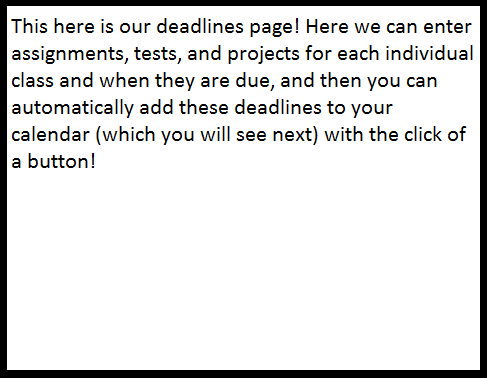 This here is our deadlines page! Here we can enter
assignments, tests, and projects for each individual
class and when they are due, and then you can
automatically add these deadlines to your
calendar (which you will see next) with the click of
a button!